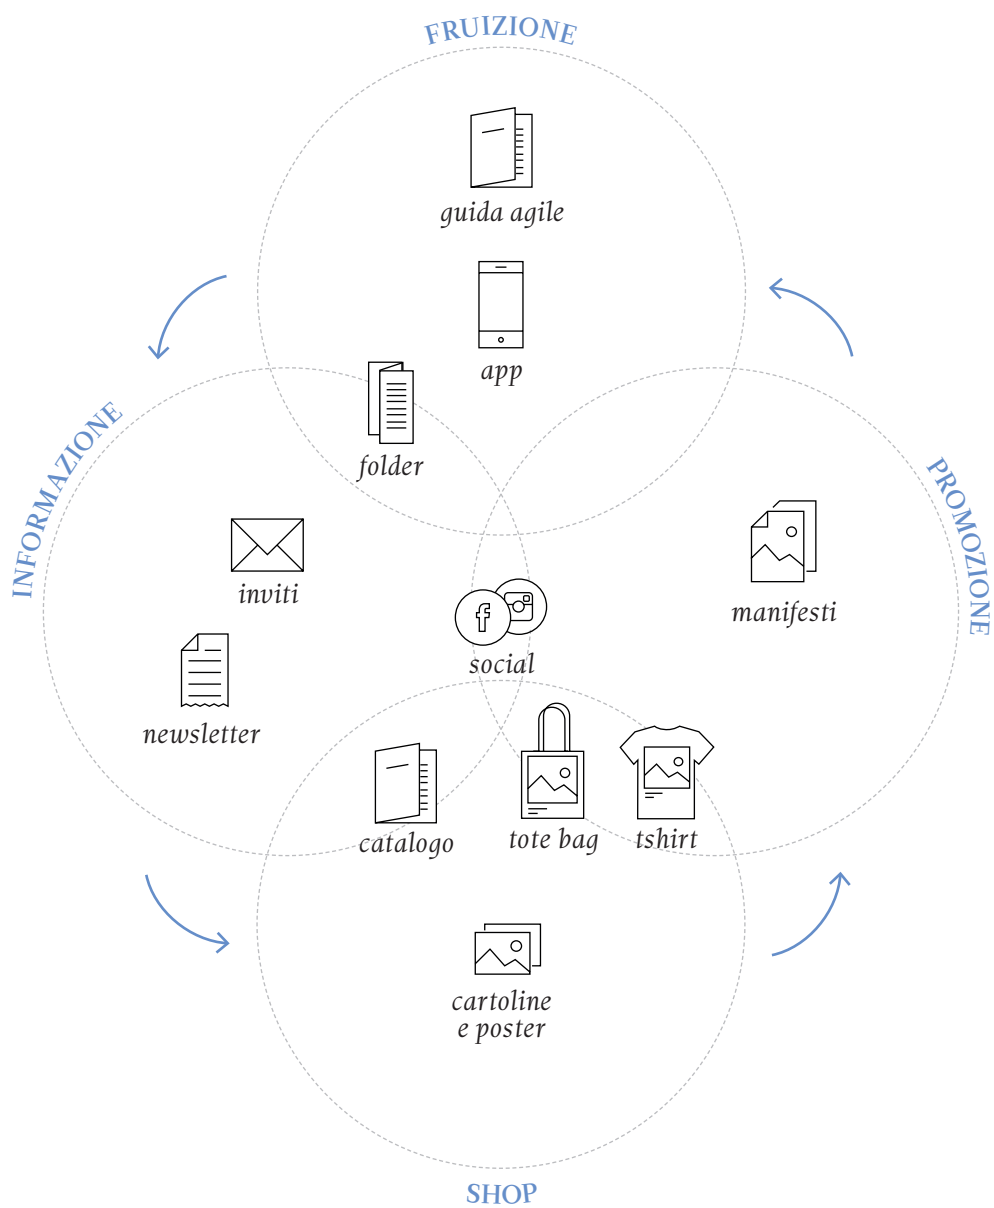 FRUIZIONE
guida agile
app
folder
INFORMAZIONE
PROMOZIONE
inviti
manifesti
social
newsletter
catalogo
tote bag
tshirt
cartoline
e poster
SHOP